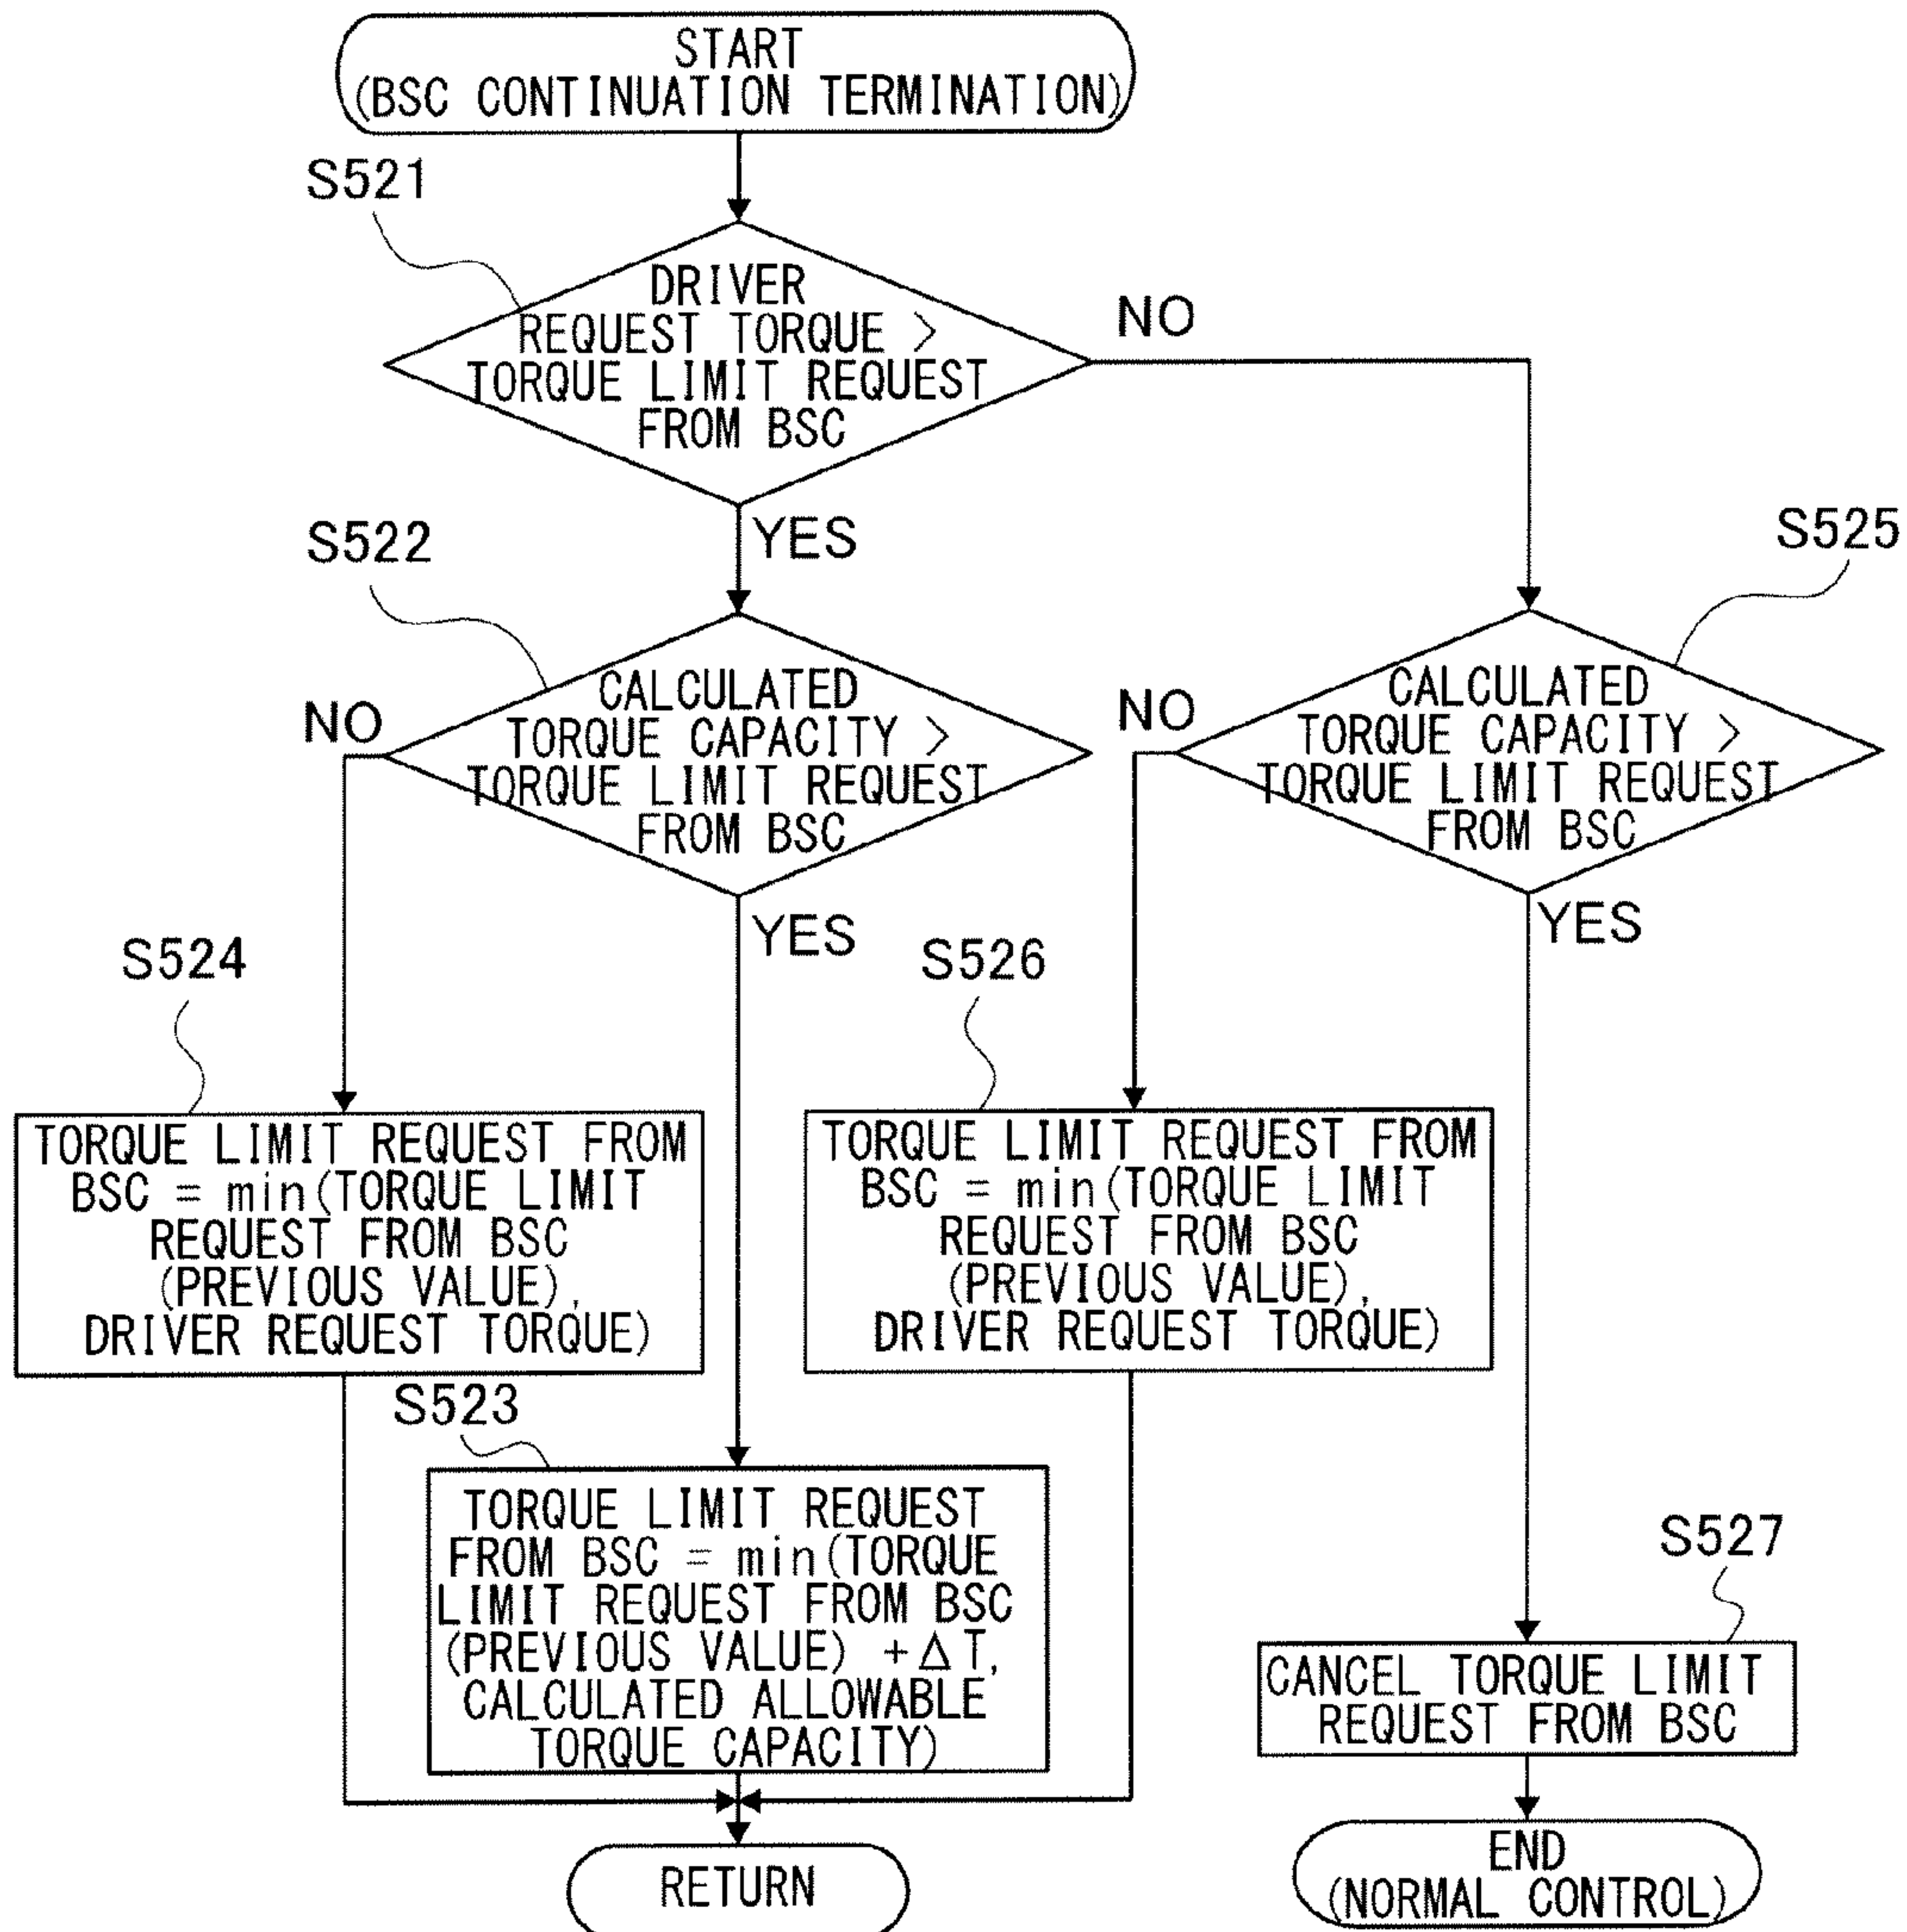 START
(BSC CONTINUATION TERMINATION)
S521
DRIVER
REQUEST TORQUE >
TORQUE LIMIT REQUEST
FROM BSC
NO
YES
S522
CALCULATED
TORQUE CAPACITY >
TORQUE LIMIT REQUEST
FROM BSC
NO
YES
S525
CALCULATED
TORQUE CAPACITY >
TORQUE LIMIT REQUEST
FROM BSC
NO
YES
S524
TORQUE LIMIT REQUEST FROM
BSC = min(TORQUE LIMIT
REQUEST FROM BSC
(PREVIOUS VALUE),
DRIVER REQUEST TORQUE)
S526
TORQUE LIMIT REQUEST FROM
BSC = min(TORQUE LIMIT
REQUEST FROM BSC
(PREVIOUS VALUE),
DRIVER REQUEST TORQUE)
S523
TORQUE LIMIT REQUEST
FROM BSC = min(TORQUE
LIMIT REQUEST FROM BSC
(PREVIOUS VALUE) +ΔT,
CALCULATED ALLOWABLE
TORQUE CAPACITY)
S527
CANCEL TORQUE LIMIT
REQUEST FROM BSC
RETURN
END
(NORMAL CONTROL)